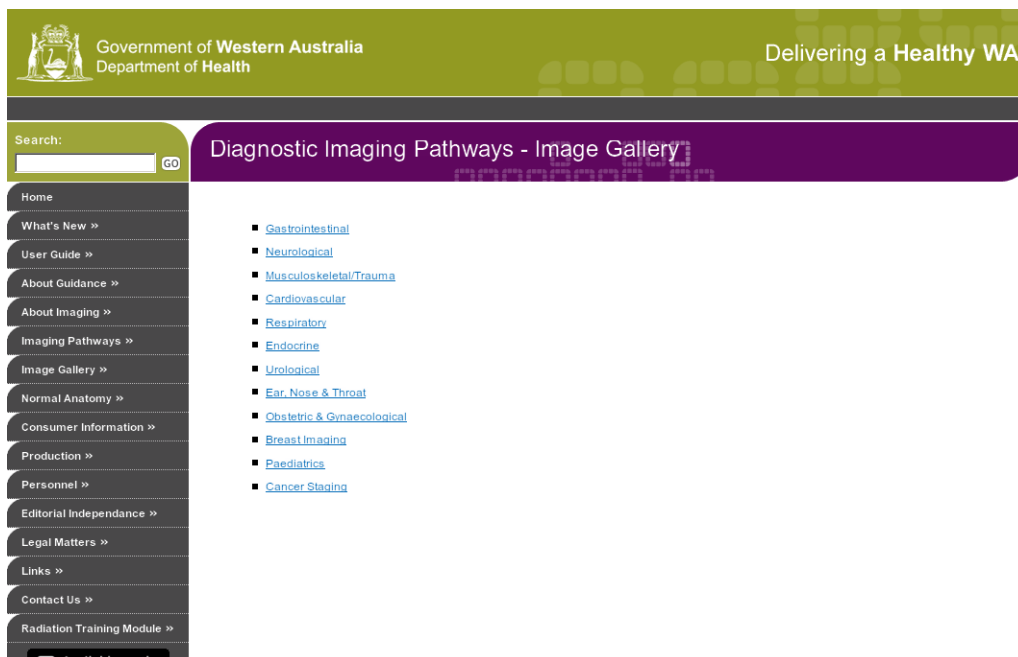 Government of Western Australia
Department of Health
Delivering a Healthy WA
Search:
GO
Diagnostic Imaging Pathways - Image Gallery
Home
What's New »
User Guide »
About Guidance »
About Imaging »
Imaging Pathways »
Image Gallery »
Normal Anatomy »
Consumer Information »
Production »
Personnel »
Editorial Independance »
Legal Matters »
Links »
Contact Us »
Radiation Training Module »
Gastrointestinal
Neurological
Musculoskeletal/Trauma
Cardiovascular
Respiratory
Endocrine
Urological
Ear, Nose & Throat
Obstetric & Gynaecological
Breast Imaging
Paediatrics
Cancer Staging